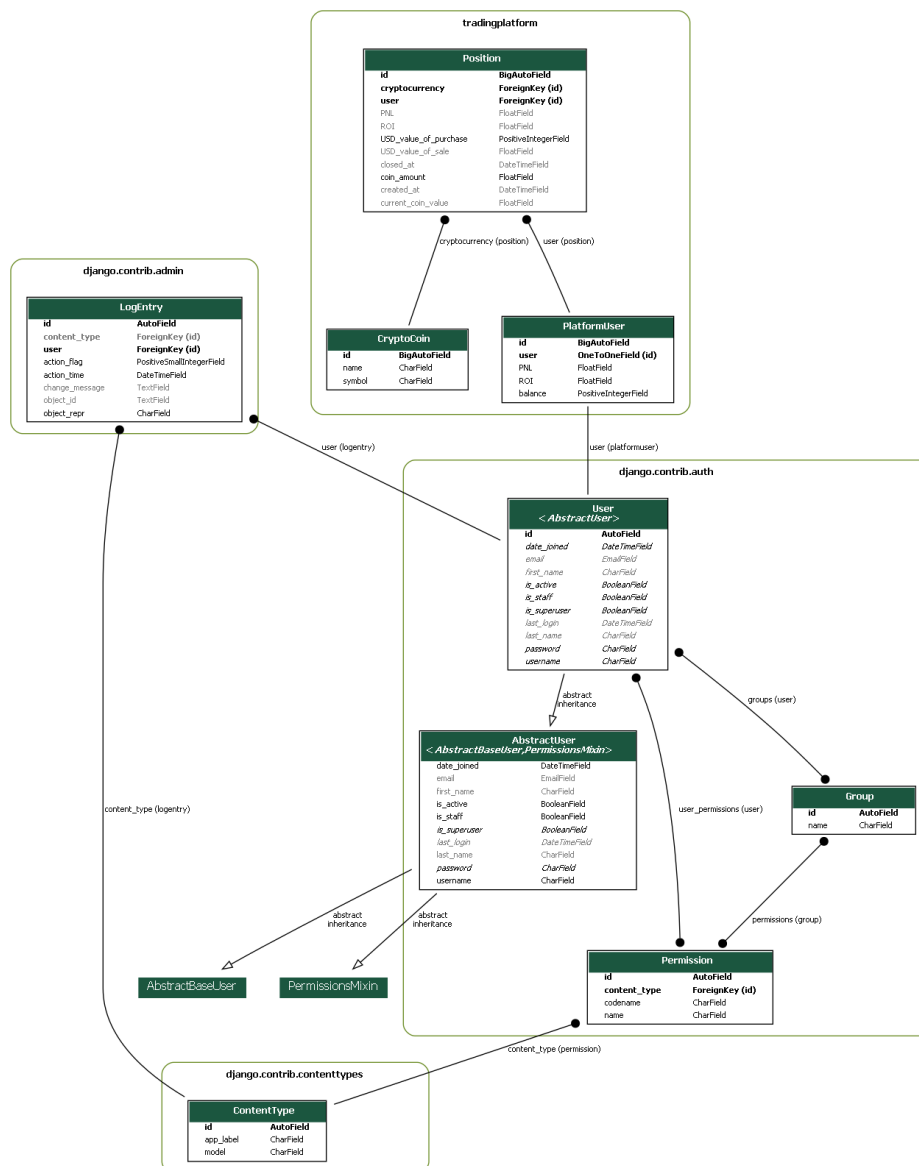 tradingplatform
Position
id BigAutoField
cryptocurrency ForeignKey (id)
user ForeignKey (id)
PNL FloatField
ROI FloatField
USD_value_of_purchase PositiveIntegerField
USD_value_of_sale FloatField
closed_at DateTimeField
coin_amount FloatField
created_at DateTimeField
current_coin_value FloatField
cryptocurrency (position)
user (position)
django.contrib.admin
LogEntry
id AutoField
content_type ForeignKey (id)
user ForeignKey (id)
action_flag PositiveSmallIntegerField
action_time DateTimeField
change_message TextField
object_id TextField
object_repr CharField
CryptoCoin
id BigAutoField
name CharField
symbol CharField
PlatformUser
id BigAutoField
user OneToOneField (id)
PNL FloatField
ROI FloatField
balance PositiveIntegerField
user (logentry)
user (platformuser)
django.contrib.auth
User
<AbstractUser>
id AutoField
date_joined DateTimeField
email EmailField
first_name CharField
is_active BooleanField
is_staff BooleanField
is_superuser BooleanField
last_login DateTimeField
last_name CharField
password CharField
username CharField
abstract
inheritance
groups (user)
AbstractUser
<AbstractBaseUser,PermissionsMixin>
date_joined DateTimeField
email EmailField
first_name CharField
is_active BooleanField
is_staff BooleanField
is_superuser BooleanField
last_login DateTimeField
last_name CharField
password CharField
username CharField
content_type (logentry)
user_permissions (user)
Group
id AutoField
name CharField
abstract
inheritance
abstract
inheritance
permissions (group)
AbstractBaseUser
PermissionsMixin
Permission
id AutoField
content_type ForeignKey (id)
codename CharField
name CharField
content_type (permission)
django.contrib.contenttypes
ContentType
id AutoField
app_label CharField
model CharField